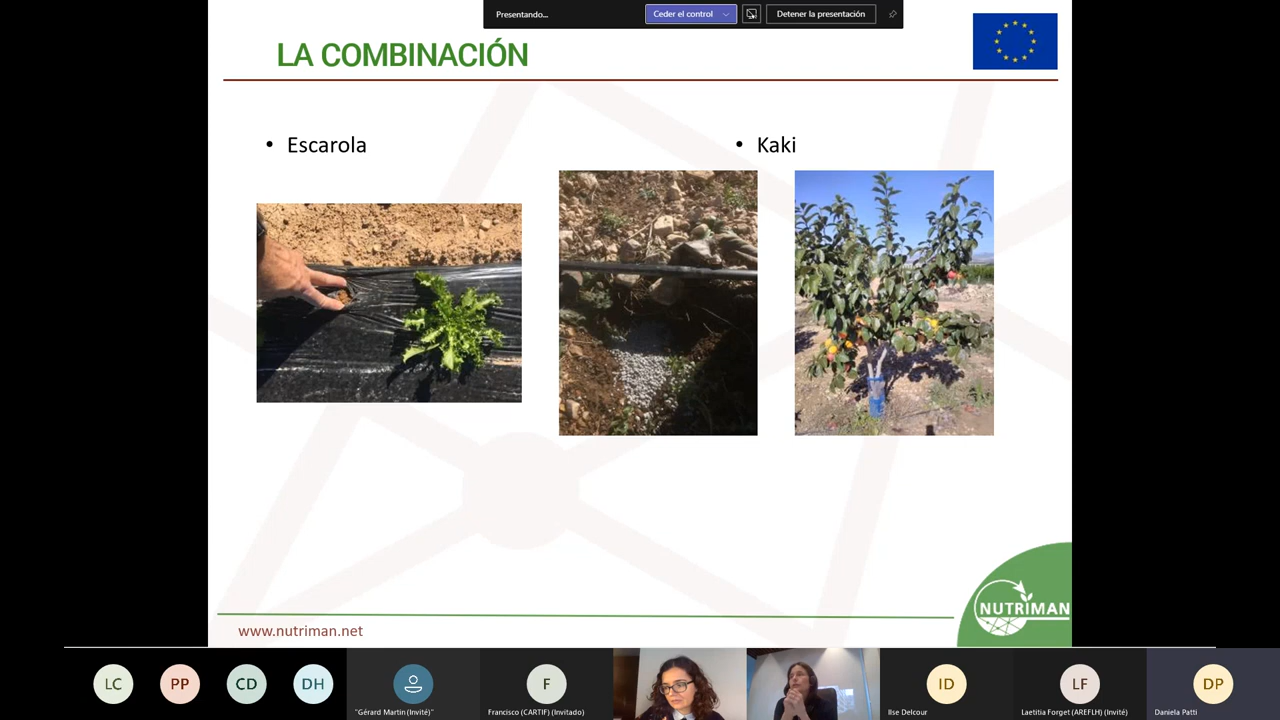 Presentando...
Ceder el control
Detener la presentación
LA COMBINACIÓN
• Escarola
• Kaki
NUTRIMAN
www.nutriman.net
LC
PP
CD
DH
F
ID
LF
DP
"Gérard Martin (Invité)"
Francisco (CARTIF) (Invitado)
Ilse Delcour
Laetitia Forget (AREFLH) (Invité)
Daniela Patti